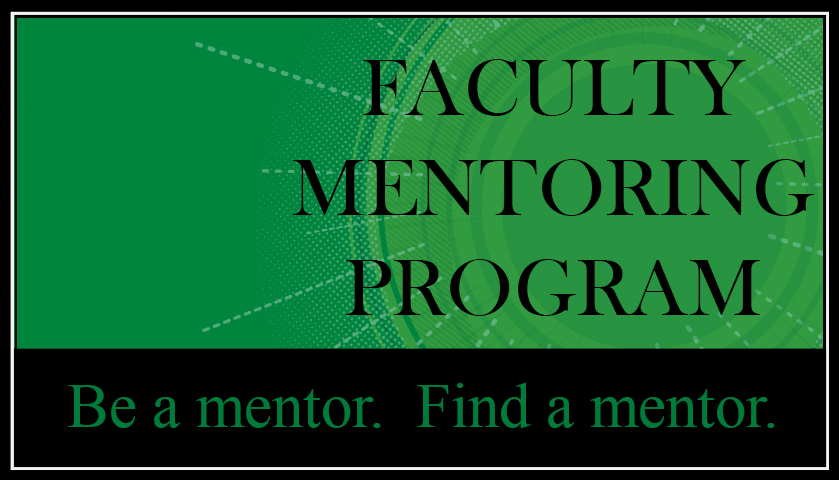 FACULTY
MENTORING
PROGRAM
Be a mentor.  Find a mentor.